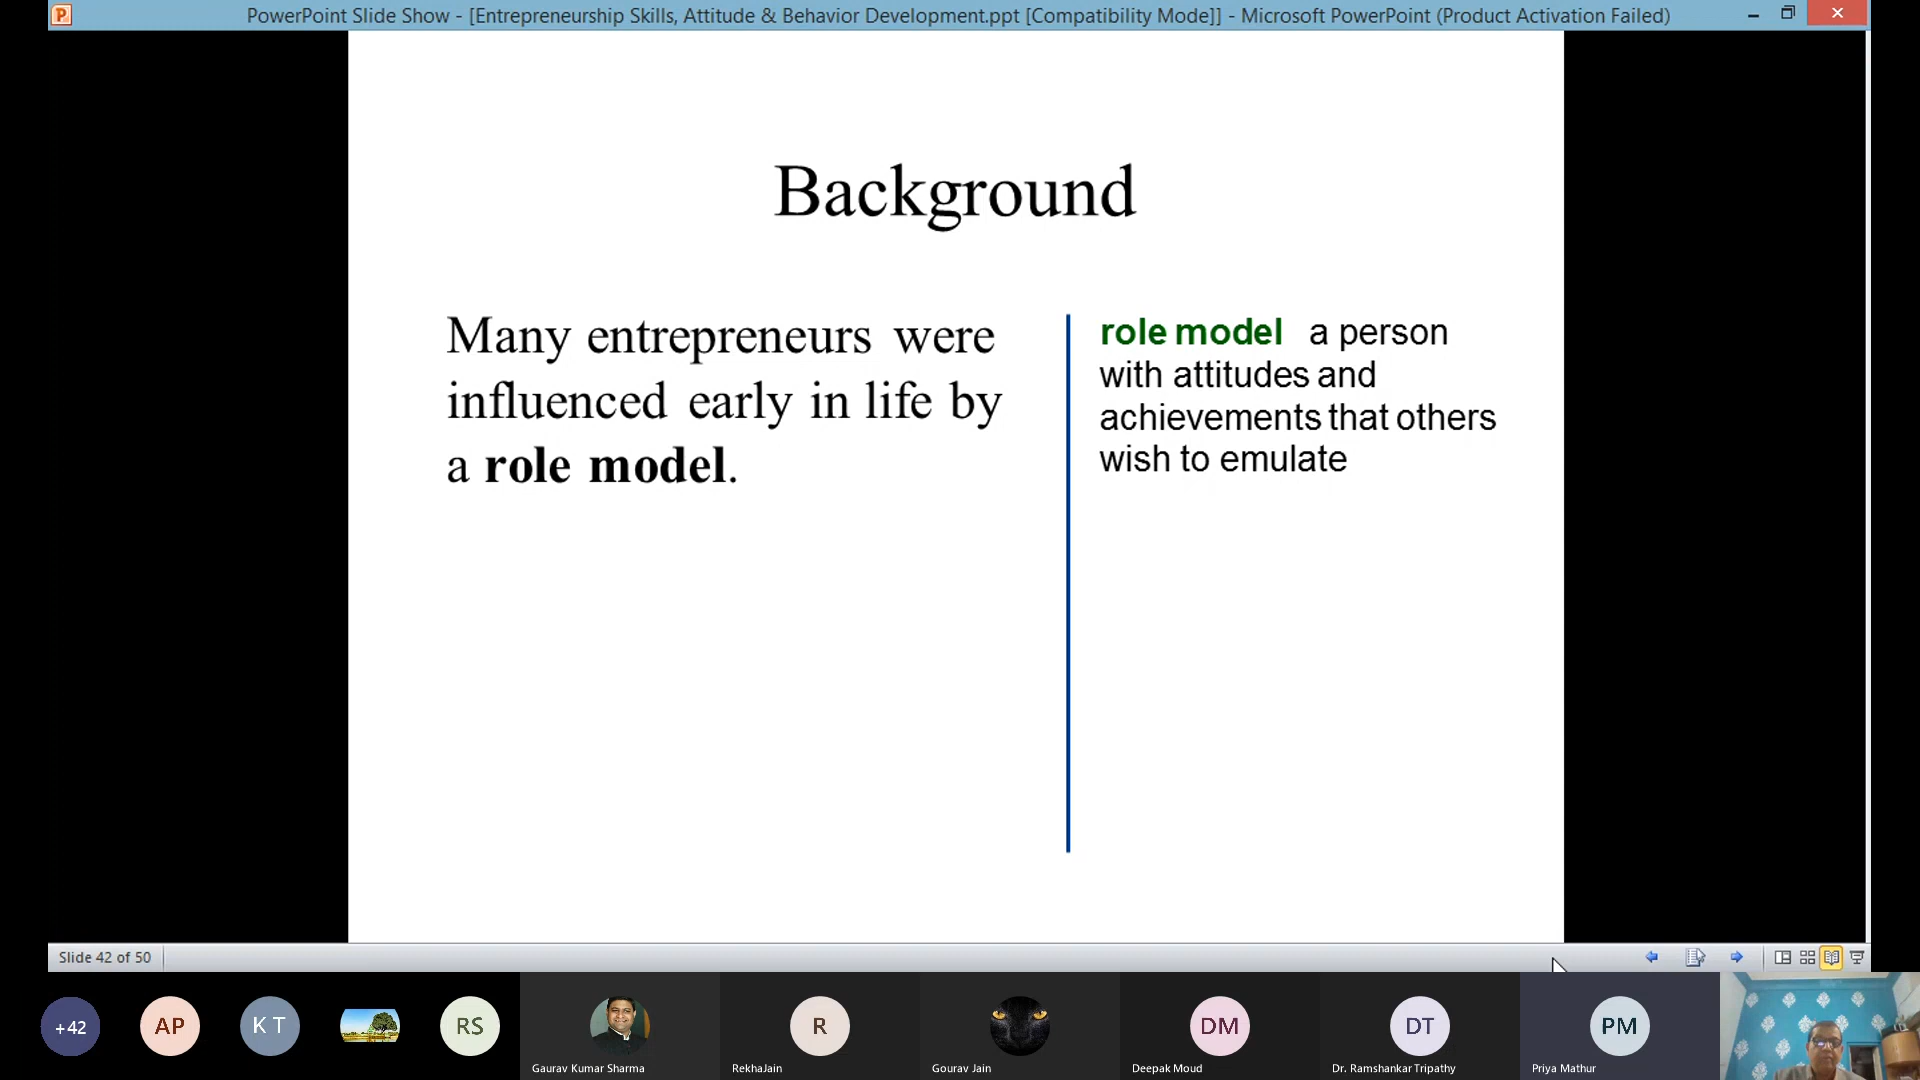 PowerPoint Slide Show - [Entrepreneurship Skills, Attitude & Behavior Development.ppt [Compatibility Mode]] - Microsoft PowerPoint (Product Activation Failed)
Background
Many entrepreneurs were
influenced early in life by
a role model.
role model a person
with attitudes and
achievements that others
wish to emulate
Slide 42 of 50
+42
AP
K T
RS
R
DM
DT
PM
Gaurav Kumar Sharma
RekhaJain
Gourav Jain
Deepak Moud
Dr. Ramshankar Tripathy
Priya Mathur